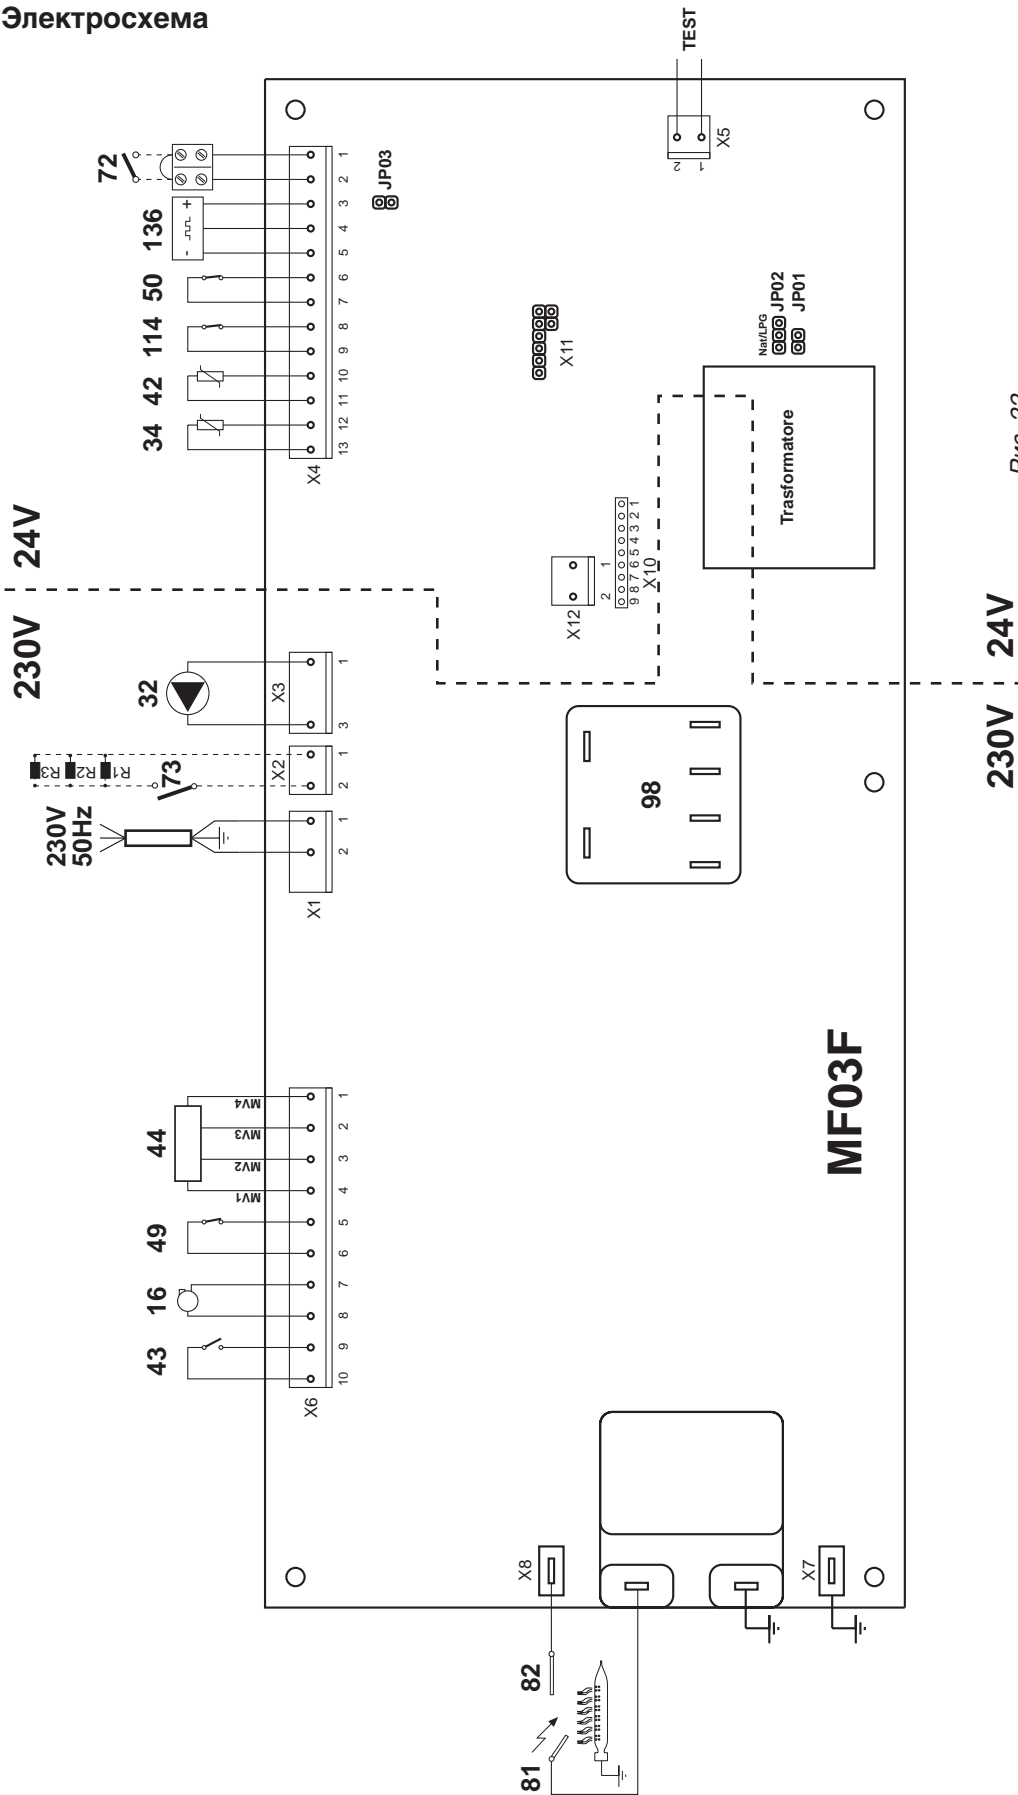 Электросхема
TEST
72
136
50
114
42
34
+
-
1
2
3
4
5
6
7
8
9
10
11
12
13
X4
JP03
2
1
X5
X11
Nat/LPG
JP02
JP01
Trasformatore
24V
230V
32
X3
1
3
R3
R2
R1
73
X2
1
2
230V
50Hz
X1
1
2
X12
2
1
9 8 7 6 5 4 3 2 1
X10
24V
230V
98
MF03F
44
MV4
MV3
MV2
MV1
49
16
43
1
2
3
4
5
6
7
8
9
10
X6
X8
X7
82
81